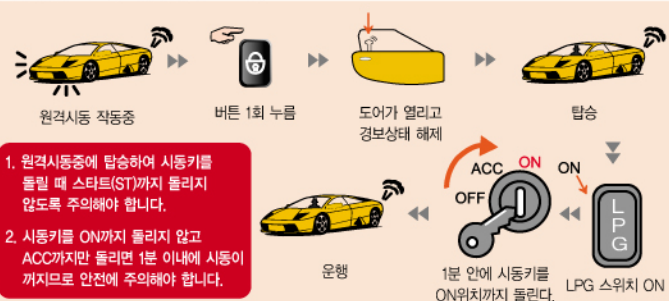 원격시동 작동중
버튼 1회 누름
도어가 열리고
경보상태 해제
탑승
1. 원격시동중에 탑승하여 시동키를
돌릴 때 스타트(ST)까지 돌리지
않도록 주의해야 합니다.
2. 시동키를 ON까지 돌리지 않고
ACC까지만 돌리면 1분 이내에 시동이
꺼지므로 안전에 주의해야 합니다.
운행
OFF
ACC
ON
1분 안에 시동키를
ON위치까지 돌린다.
ON
L
P
G
LPG 스위치 ON